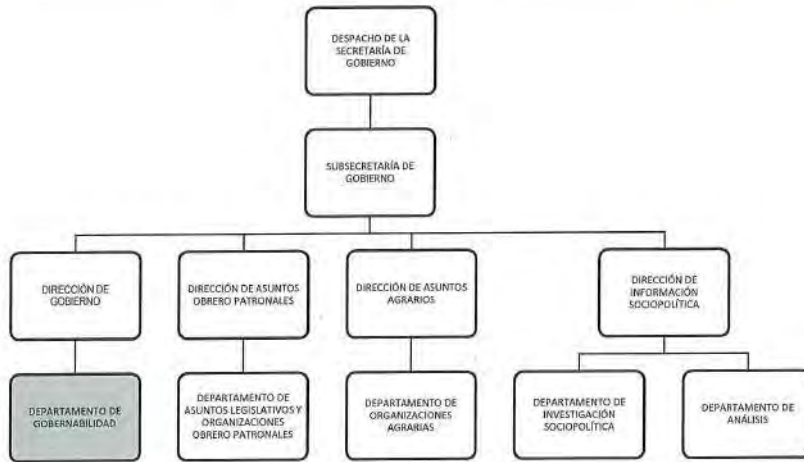 DESPACHO DE LA
SECRETARÍA DE
GOBIERNO
SUBSECRETARÍA DE
GOBIERNO
DIRECCIÓN DE
GOBIERNO
DIRECCIÓN DE ASUNTOS
OBRERO PATRONALES
DIRECCIÓN DE ASUNTOS
AGRARIOS
DIRECCIÓN DE
INFORMACIÓN
SOCIOPOLÍTICA
DEPARTAMENTO DE
GOBERNABILIDAD
DEPARTAMENTO DE
ASUNTOS LEGISLATIVOS Y
ORGANIZACIONES
OBRERO PATRONALES
DEPARTAMENTO DE
ORGANIZACIONES
AGRARIAS
DEPARTAMENTO DE
INVESTIGACIÓN
SOCIOPOLÍTICA
DEPARTAMENTO DE
ANÁLISIS